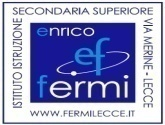 ISTITUTO ISTRUZIONE
SECONDARIA SUPERIORE
VIA MERINE - LECCE
enrico
ef
fermi
WWW.FERMILECCE.IT